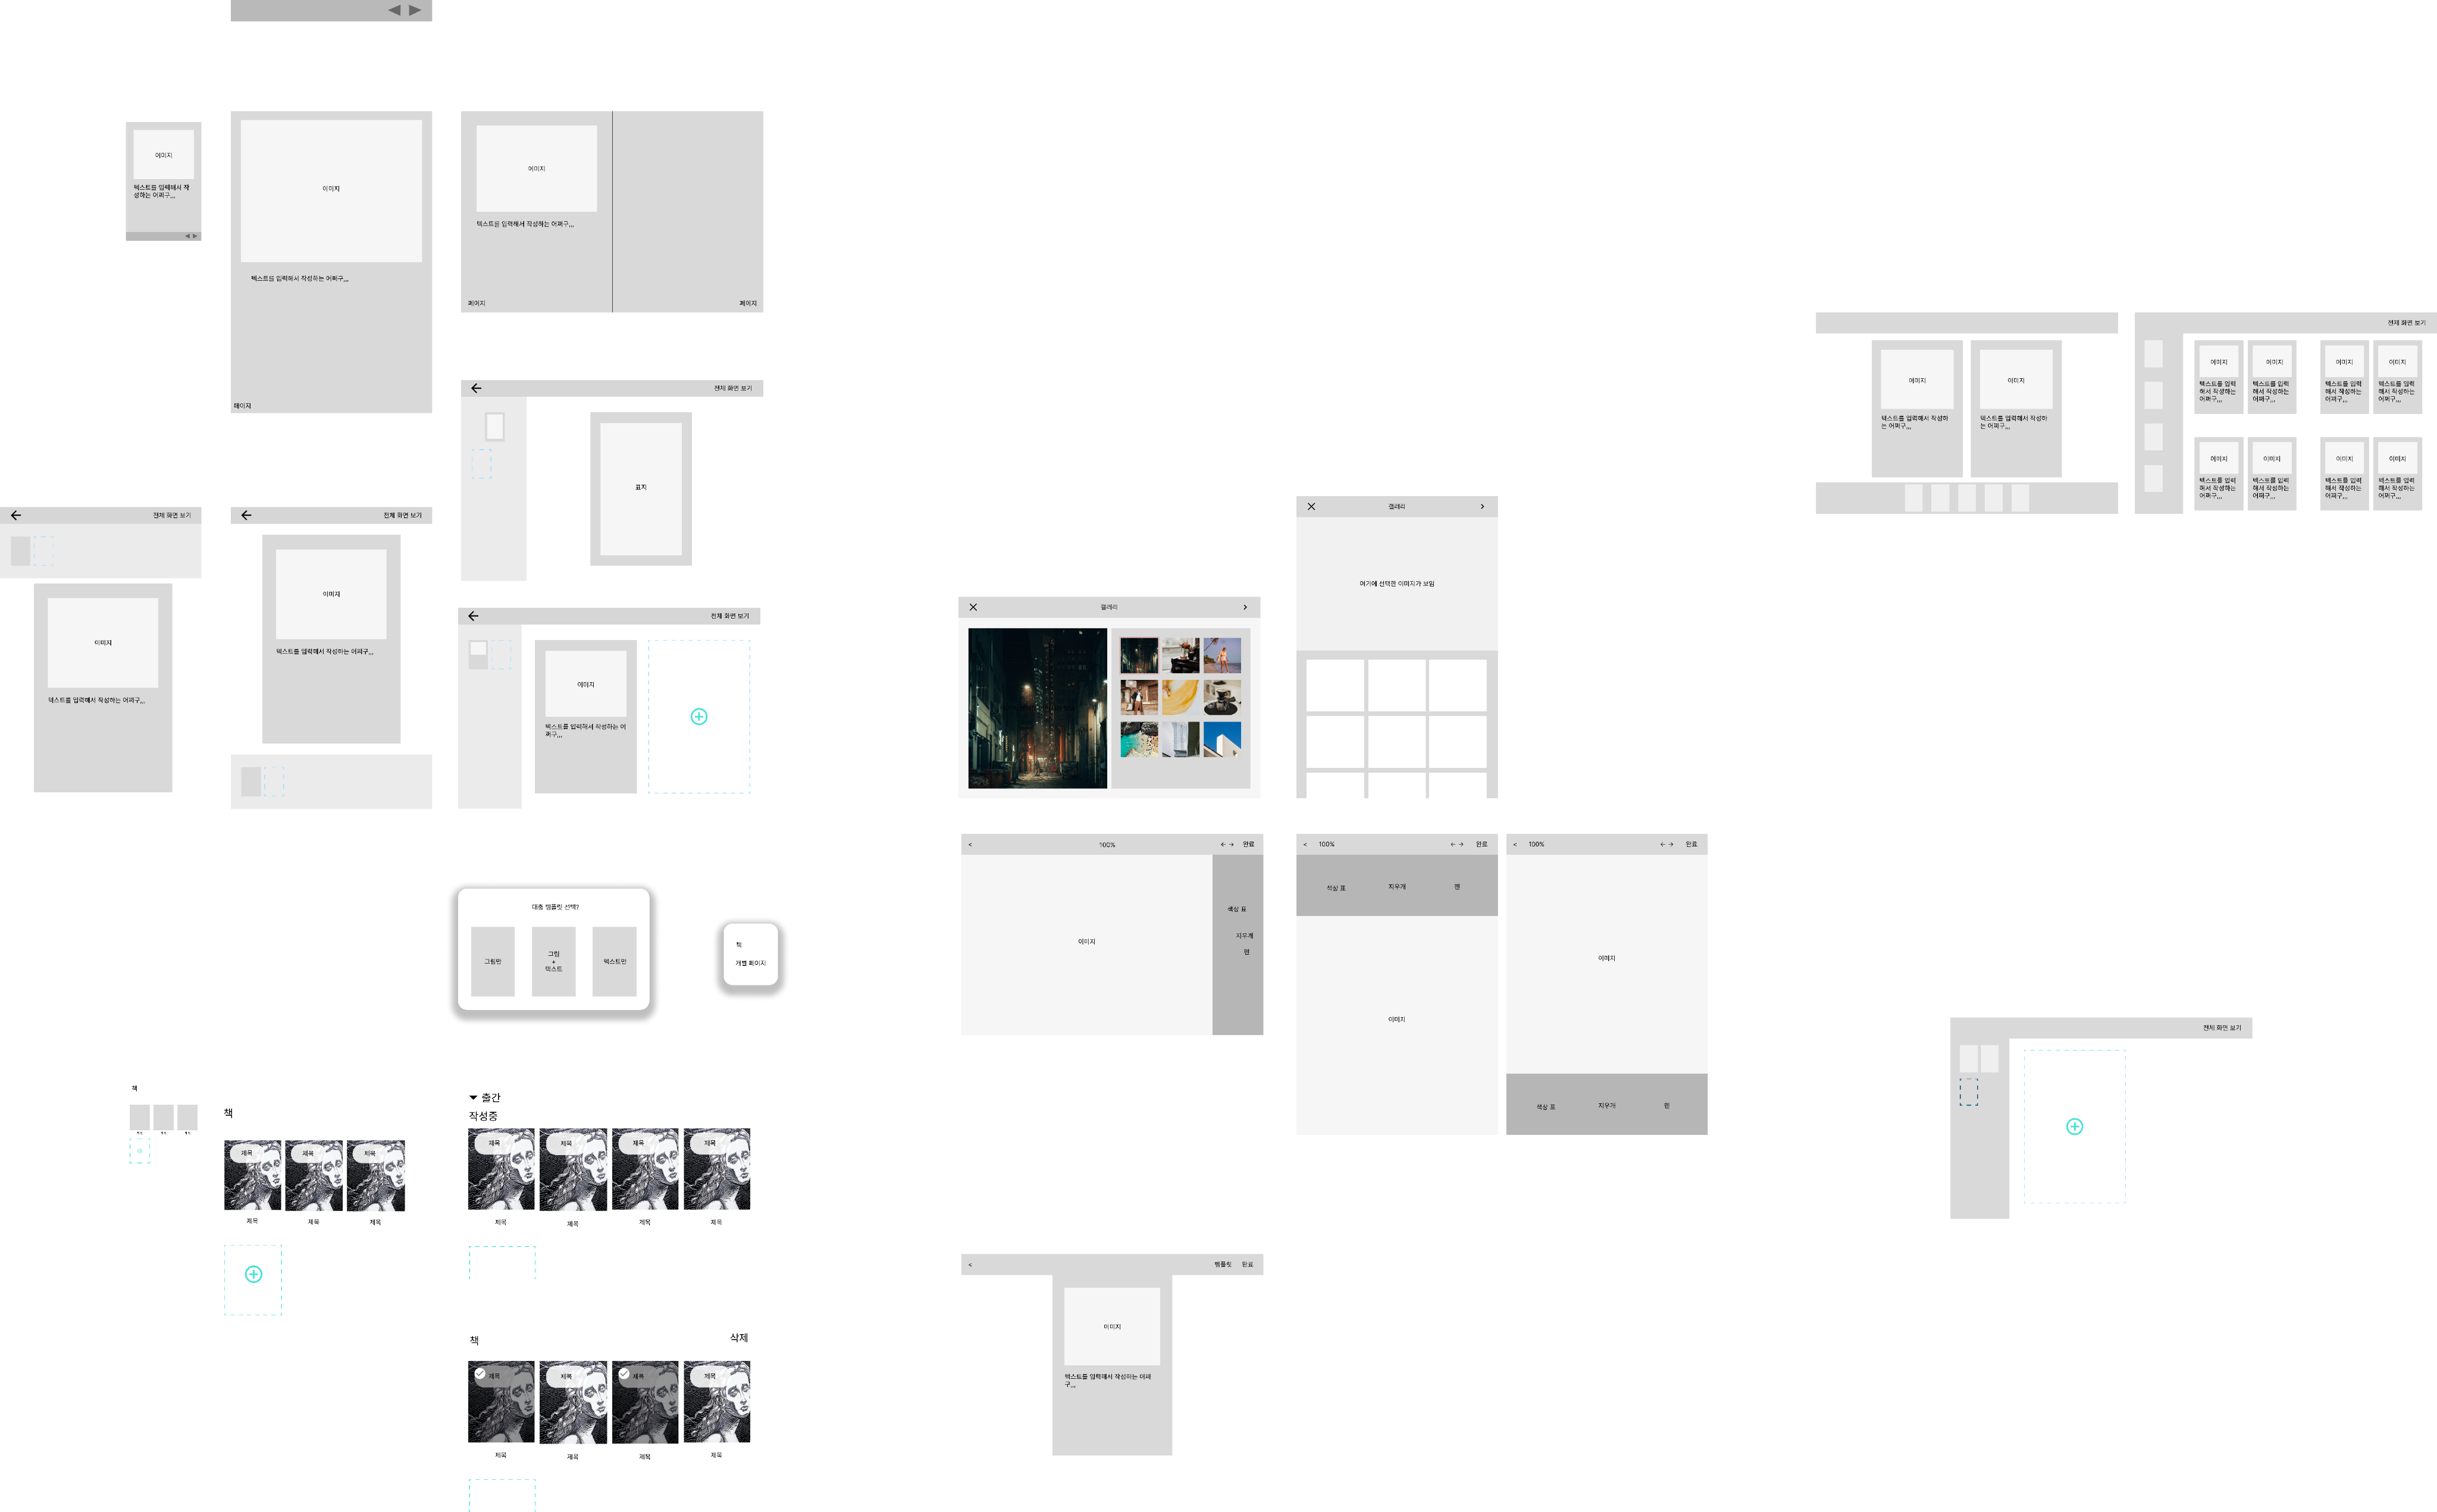 이미지
텍스트를 입력해서 작
성하는 어쩌구,,,
이미지
텍스트를 입력해서 작성하는 어쩌구,,,
페이지
이미지
텍스트를 입력해서 작성하는 어쩌구,,,
페이지
페이지
전체 화면 보기
표지
전체 화면 보기
이미지
텍스트를 입력해서 작성하는 어쩌구,,,
전체 화면 보기
이미지
텍스트를 입력해서 작성하는 어쩌구,,,
전체 화면 보기
이미지
텍스트를 입력해서 작성하는 어
쩌구,,,
대충 템플릿 선택?
그림만
그림
+
텍스트
텍스트만
책
개별 페이지
책
제목
제목
제목
책
제목
제목
제목
제목
제목
제목
출간
작성중
제목
제목
제목
제목
제목
제목
제목
제목
책
삭제
제목
제목
제목
제목
제목
제목
제목
제목
갤러리
갤러리
여기에 선택한 이미지가 보임
<
100%
← →
완료
이미지
색상 표
지우개
펜
<
100%
← →
완료
색상 표
지우개
펜
이미지
<
100%
← →
완료
이미지
색상 표
지우개
펜
<
템플릿
완료
이미지
텍스트를 입력해서 작성하는 어쩌
구,,,
이미지
텍스트를 입력해서 작성하
는 어쩌구,,,
이미지
텍스트를 입력해서 작성하
는 어쩌구,,,
전체 화면 보기
이미지
텍스트를 입력
해서 작성하는
어쩌구,,,
이미지
텍스트를 입력
해서 작성하는
어쩌구,,,
이미지
텍스트를 입력
해서 작성하는
어쩌구,,,
이미지
텍스트를 입력
해서 작성하는
어쩌구,,,
이미지
텍스트를 입력
해서 작성하는
어쩌구,,,
이미지
텍스트를 입력
해서 작성하는
어쩌구,,,
이미지
텍스트를 입력
해서 작성하는
어쩌구,,,
이미지
텍스트를 입력
해서 작성하는
어쩌구,,,
전체 화면 보기